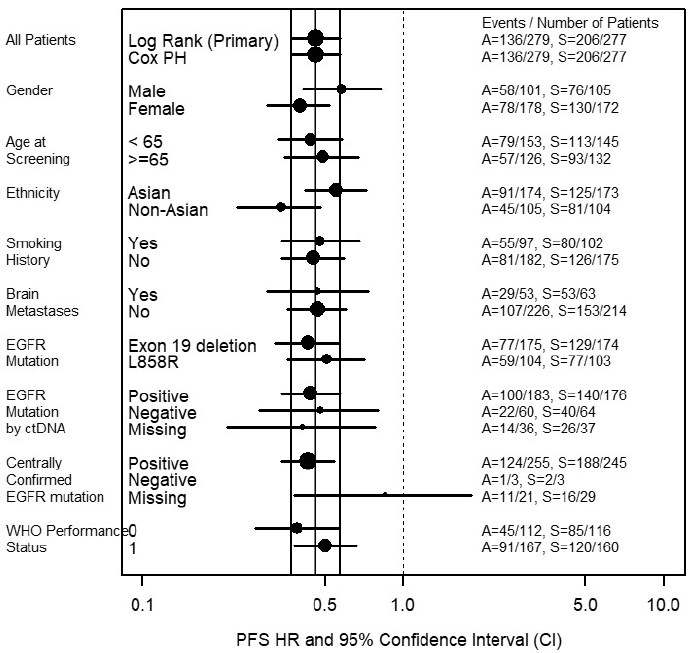 Events / Number of Patients
All Patients Log Rank (Primary) A=136/279, S=206/277
Cox PH A=136/279, S=206/277
Gender Male A=58/101, S=76/105
Female A=78/178, S=130/172
Age at < 65 A=79/153, S=113/145
Screening >=65 A=57/126, S=93/132
Ethnicity Asian A=91/174, S=125/173
Non-Asian A=45/105, S=81/104
Smoking Yes A=55/97, S=80/102
History No A=81/182, S=126/175
Brain Yes A=29/53, S=53/63
Metastases No A=107/226, S=153/214
EGFR Exon 19 deletion A=77/175, S=129/174
Mutation L858R A=59/104, S=77/103
EGFR Positive A=100/183, S=140/176
Mutation Negative A=22/60, S=40/64
by ctDNA Missing A=14/36, S=26/37
Centrally Positive A=124/255, S=188/245
Confirmed Negative A=1/3, S=2/3
EGFR mutation Missing A=11/21, S=16/29
WHO Performance 0 A=45/112, S=85/116
Status 1 A=91/167, S=120/160
0.1 0.5 1.0 5.0 10.0
PFS HR and 95% Confidence Interval (CI)